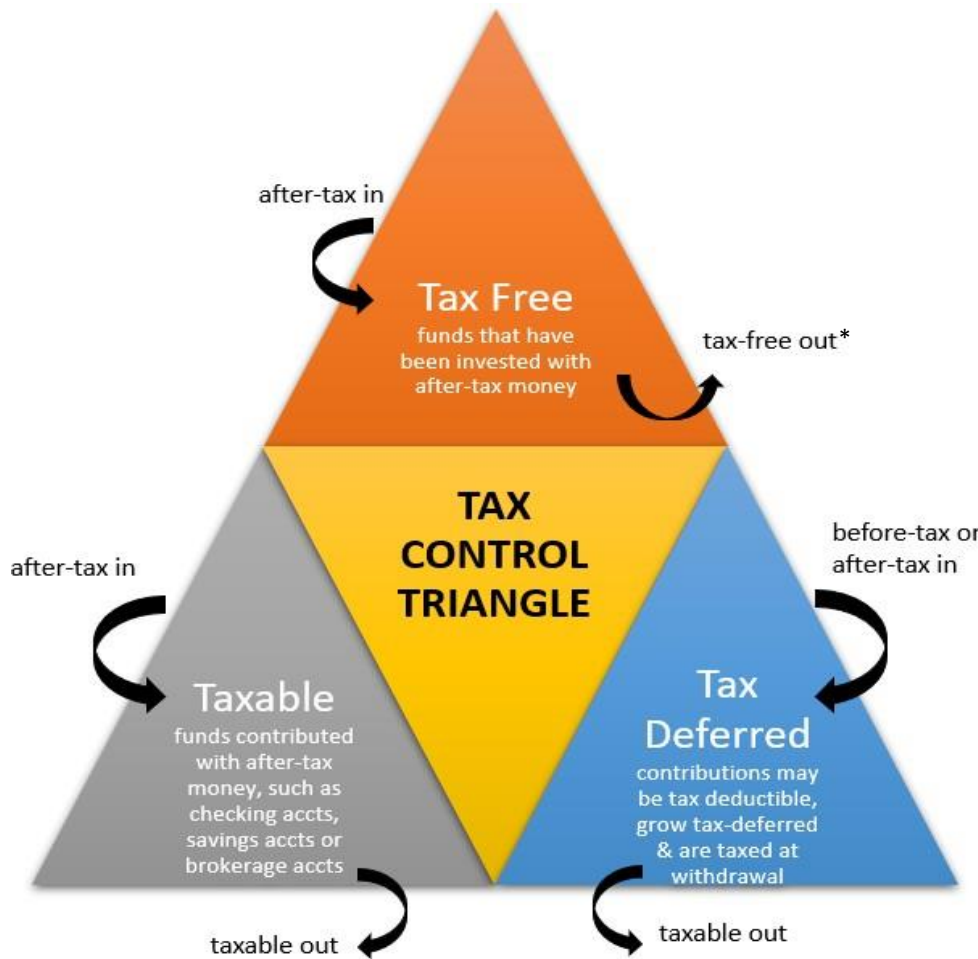 after-tax in
Tax Free
funds that have
been invested with
after-tax money
tax-free out*
TAX
CONTROL
TRIANGLE
after-tax in
before-tax or
after-tax in
Taxable
funds contributed
with after-tax
money, such as
checking accts,
savings accts or
brokerage accts
Tax
Deferred
contributions may
be tax deductible,
grow tax-deferred
& are taxed at
withdrawal
taxable out
taxable out